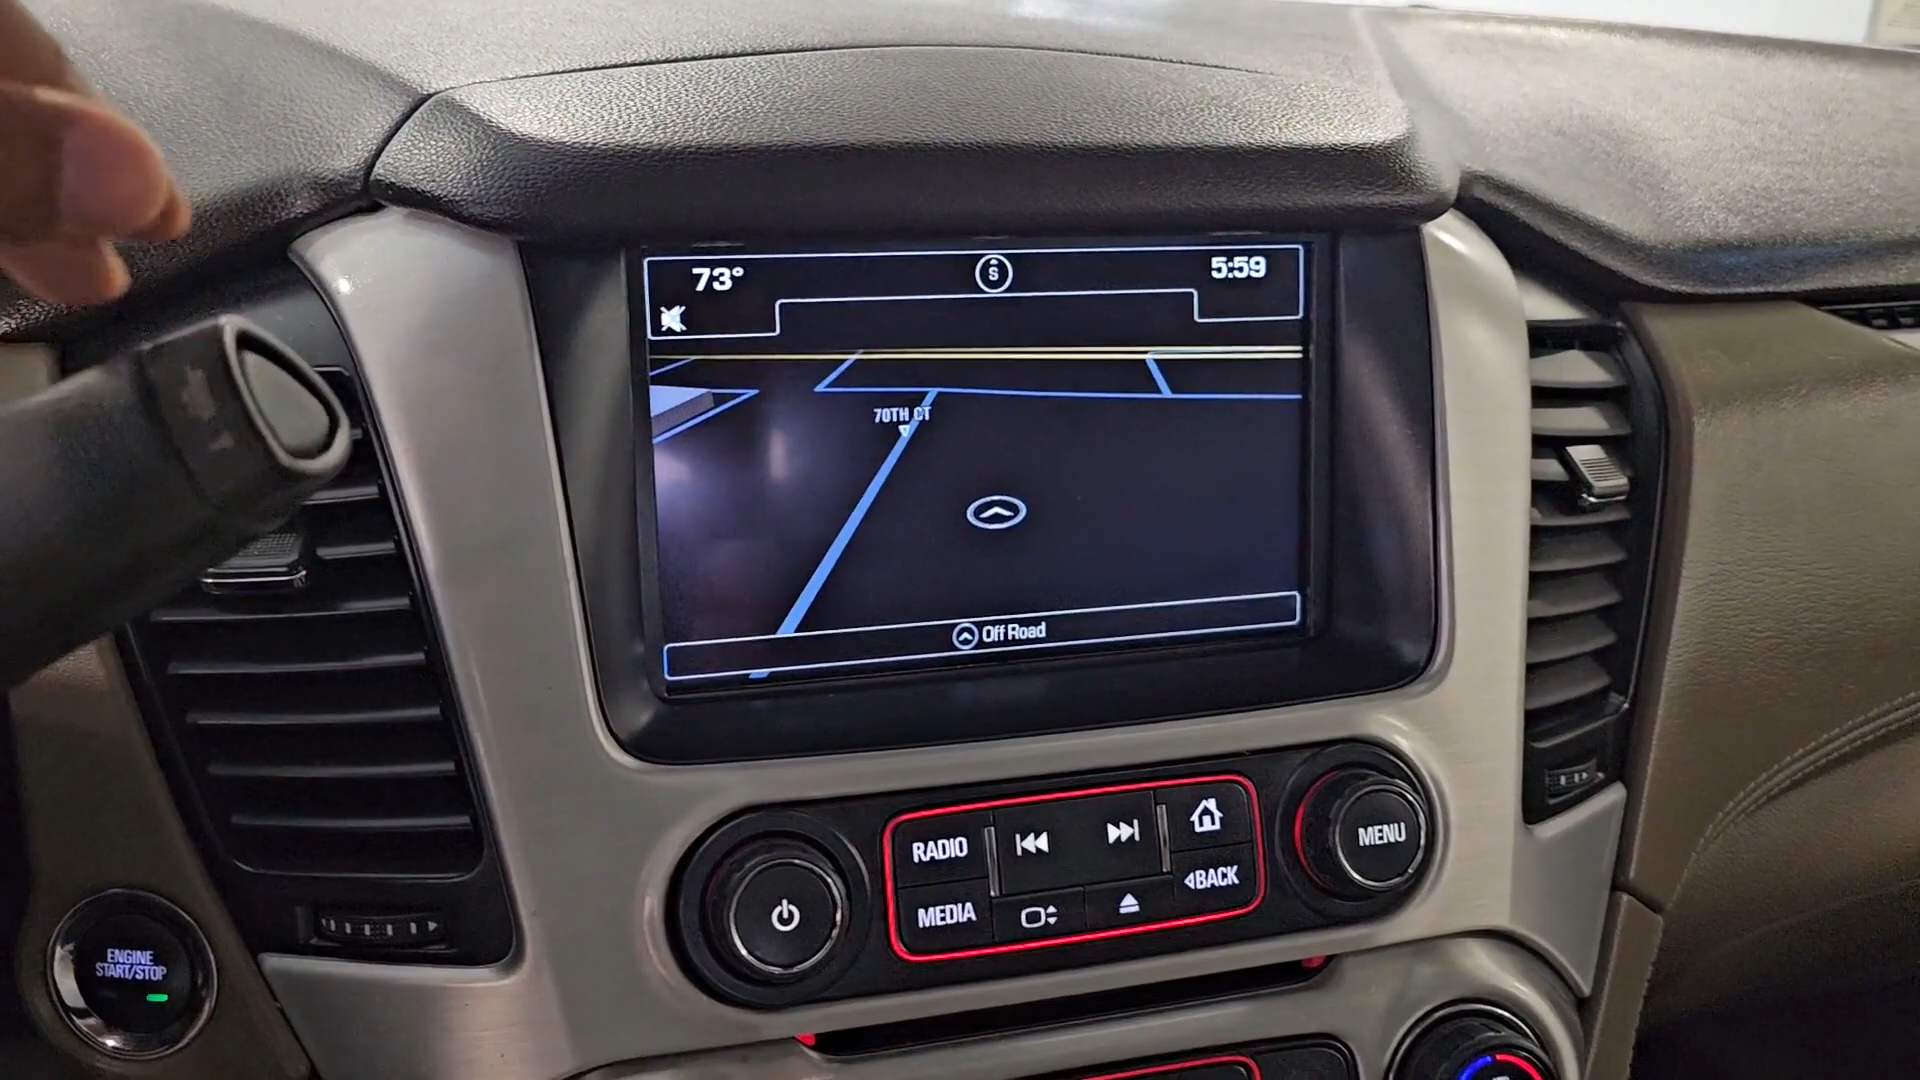 73°
S
5:59
70TH CT
Off Road
RADIO
MEDIA
BACK
MENU
ENGINE
START/STOP